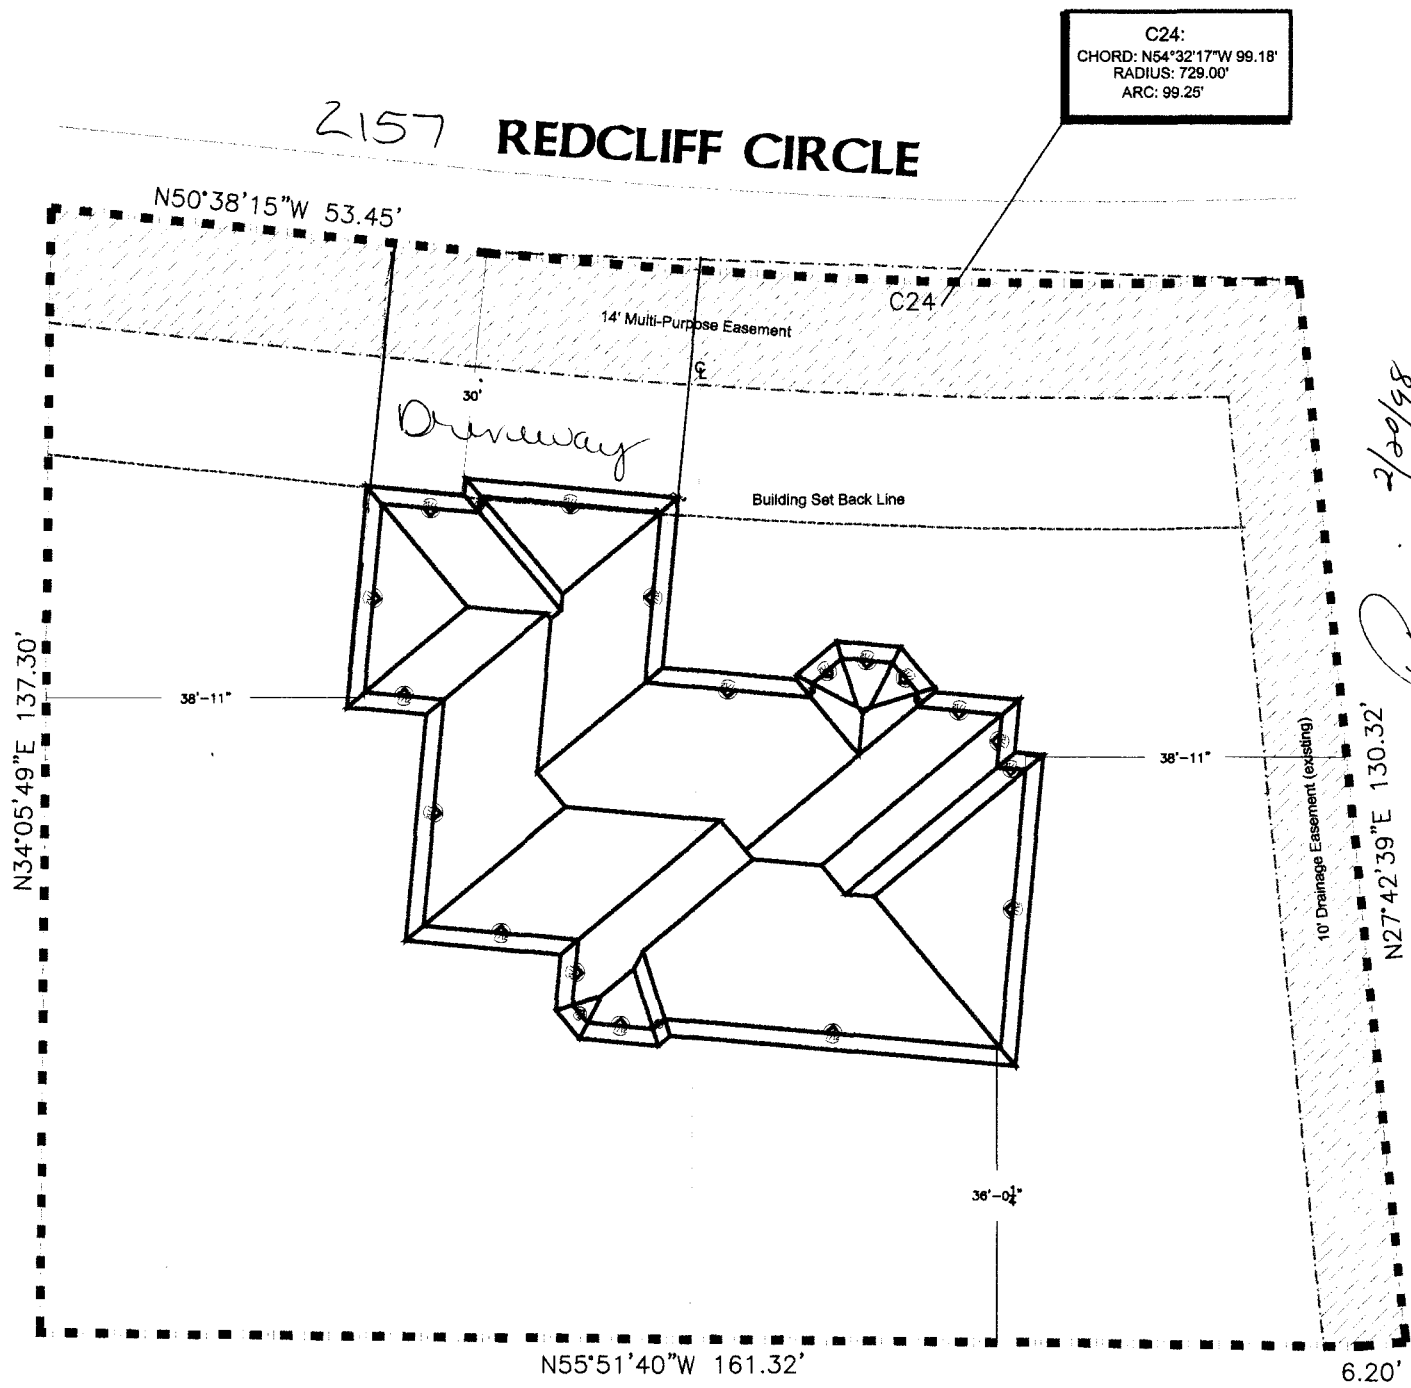 C24:
CHORD: N54°32'17"W 99.18'
RADIUS: 729.00'
ARC: 99.25'
2157 REDCLIFF CIRCLE
N50°38'15"W 53.45'
C24
14' Multi-Purpose Easement
℄
30'
Driveway
2/20/98
Building Set Back Line
N34°05'49"E 137.30'
38'-11"
38'-11"
10' Drainage Easement (existing)
N27°42'39"E 130.32'
36'-0¼"
N55°51'40"W 161.32'
6.20'